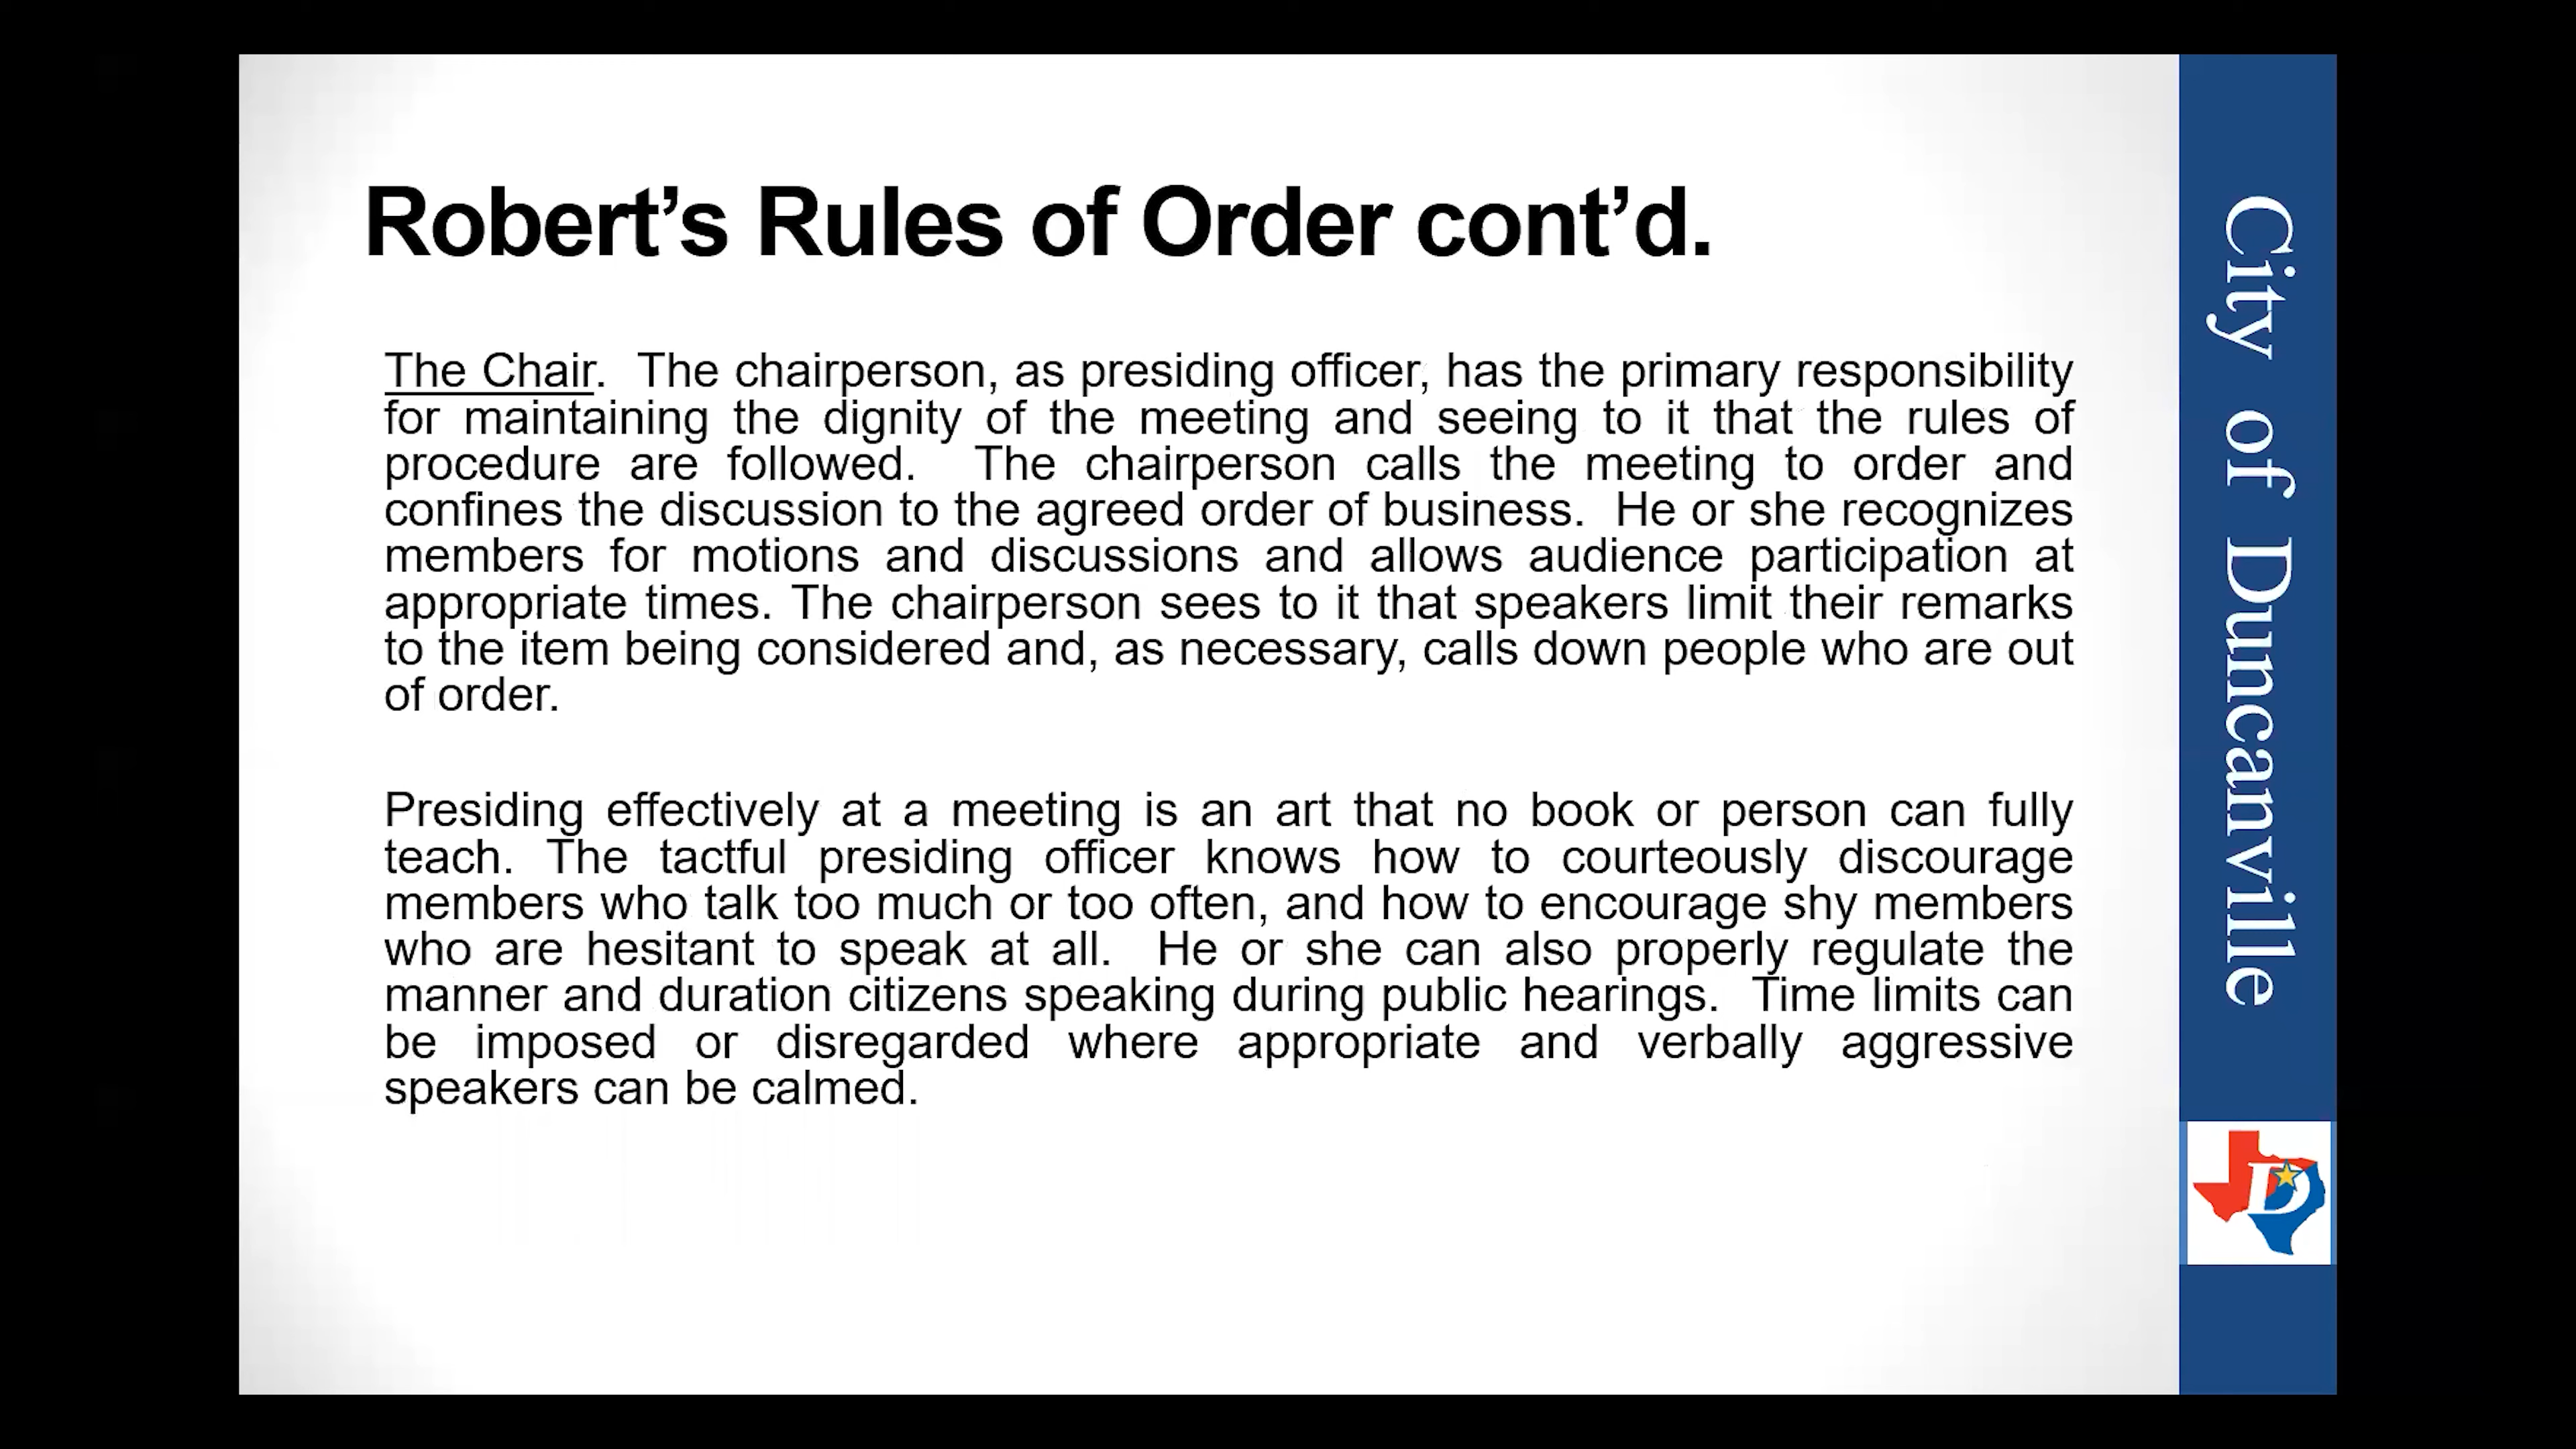 Robert’s Rules of Order cont’d.
The Chair. The chairperson, as presiding officer, has the primary responsibility
for maintaining the dignity of the meeting and seeing to it that the rules of
procedure are followed. The chairperson calls the meeting to order and
confines the discussion to the agreed order of business. He or she recognizes
members for motions and discussions and allows audience participation at
appropriate times. The chairperson sees to it that speakers limit their remarks
to the item being considered and, as necessary, calls down people who are out
of order.
Presiding effectively at a meeting is an art that no book or person can fully
teach. The tactful presiding officer knows how to courteously discourage
members who talk too much or too often, and how to encourage shy members
who are hesitant to speak at all. He or she can also properly regulate the
manner and duration citizens speaking during public hearings. Time limits can
be imposed or disregarded where appropriate and verbally aggressive
speakers can be calmed.
City of Duncanville
D